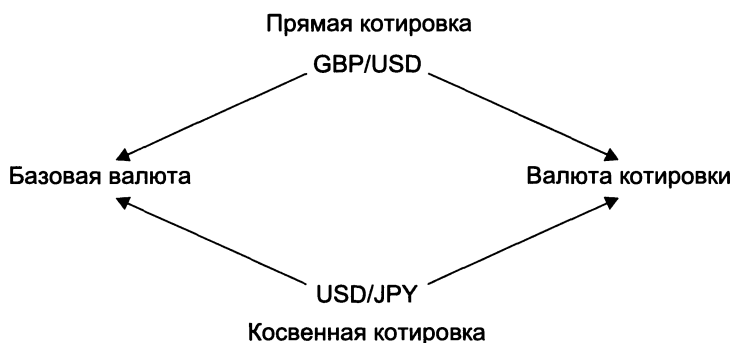 Прямая котировка
GBP/USD
Базовая валюта
Валюта котировки
USD/JPY
Косвенная котировка